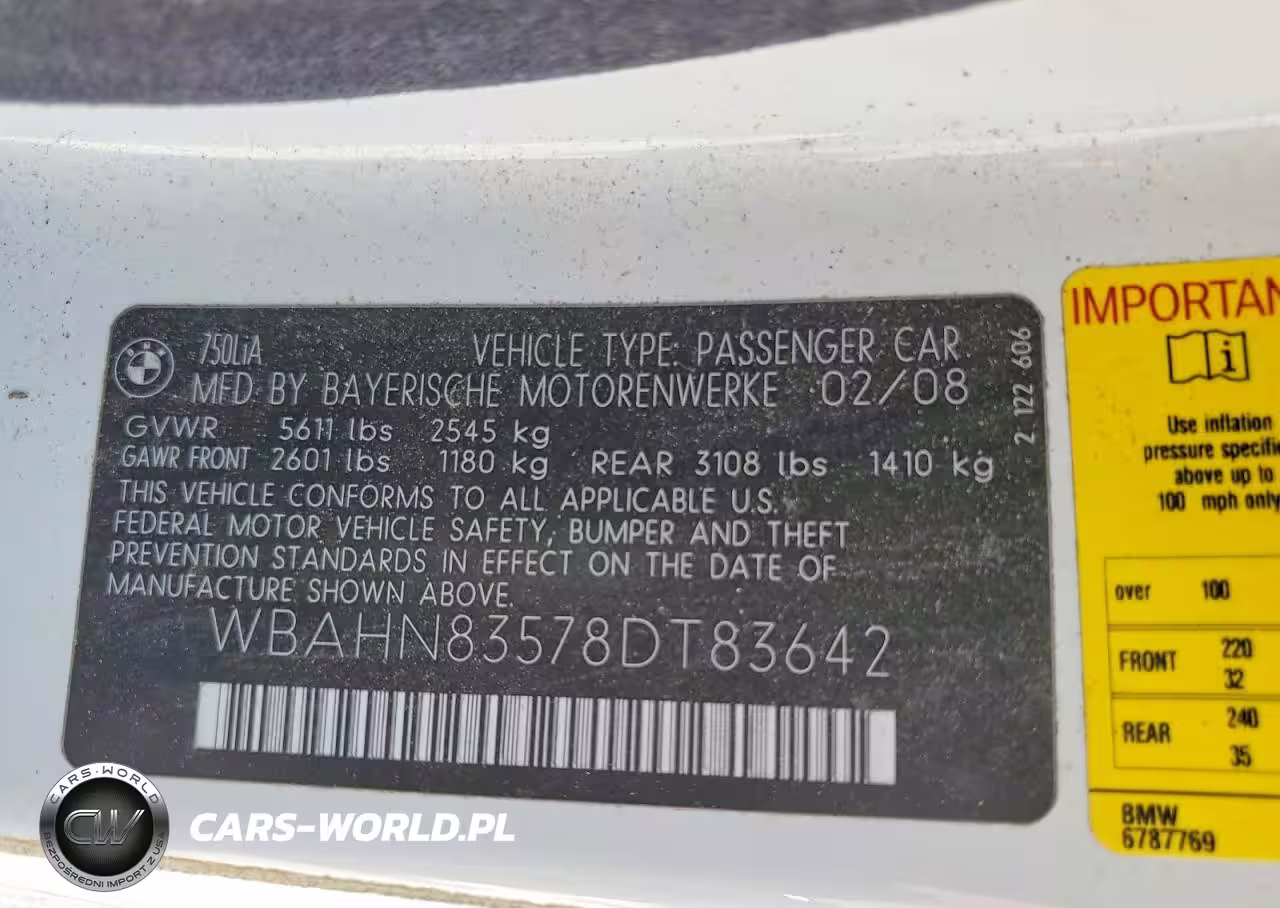 750LiA VEHICLE TYPE: PASSENGER CAR.
MFD. BY BAYERISCHE MOTORENWERKE 02/08
GVWR 5611 lbs 2545 kg
GAWR FRONT 2601 lbs 1180 kg REAR 3108 lbs 1410 kg
THIS VEHICLE CONFORMS TO ALL APPLICABLE U.S.
FEDERAL MOTOR VEHICLE SAFETY, BUMPER AND THEFT
PREVENTION STANDARDS IN EFFECT ON THE DATE OF
MANUFACTURE SHOWN ABOVE.
WBAHN83578DT83642
2 122 606
IMPORTAN
i
Use inflation
pressure specifie
above up to
100 mph only
over 100
FRONT 220
32
REAR 240
35
BMW
6787769
CARS-WORLD
CW
BEZPOŚREDNI IMPORT Z USA
CARS-WORLD.PL